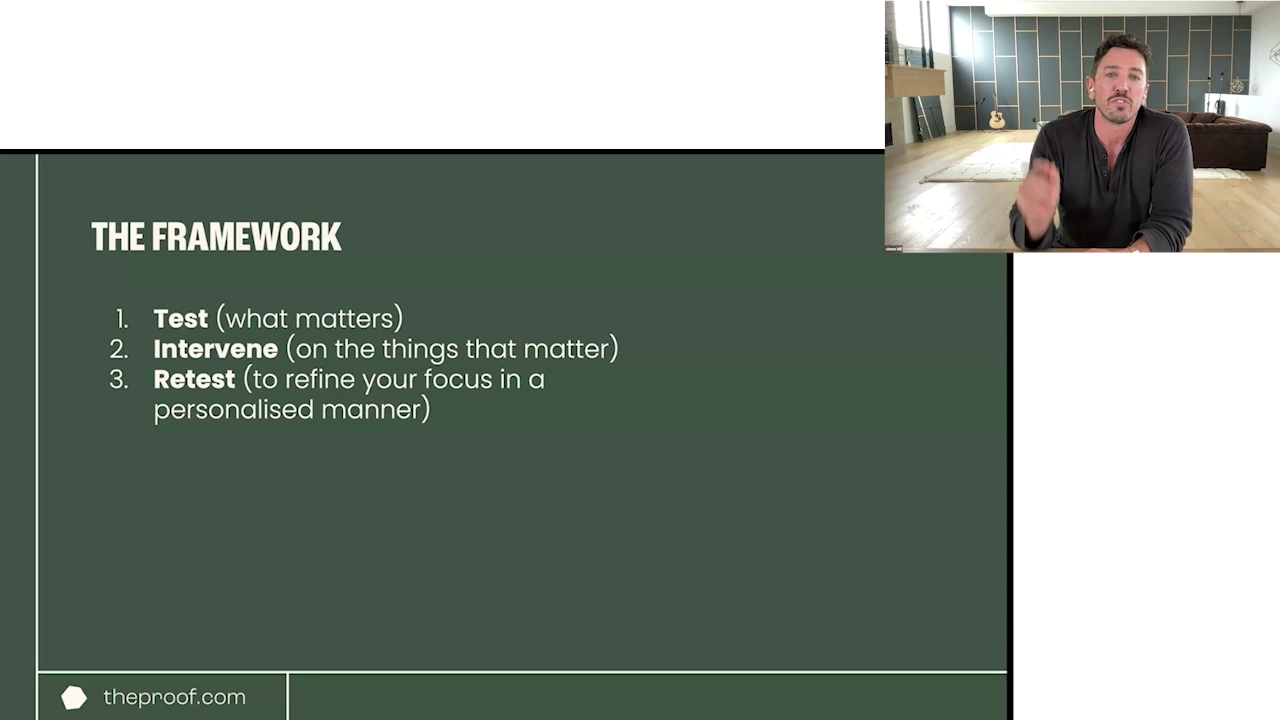 THE FRAMEWORK
1. Test (what matters)
2. Intervene (on the things that matter)
3. Retest (to refine your focus in a
personalised manner)
theproof.com